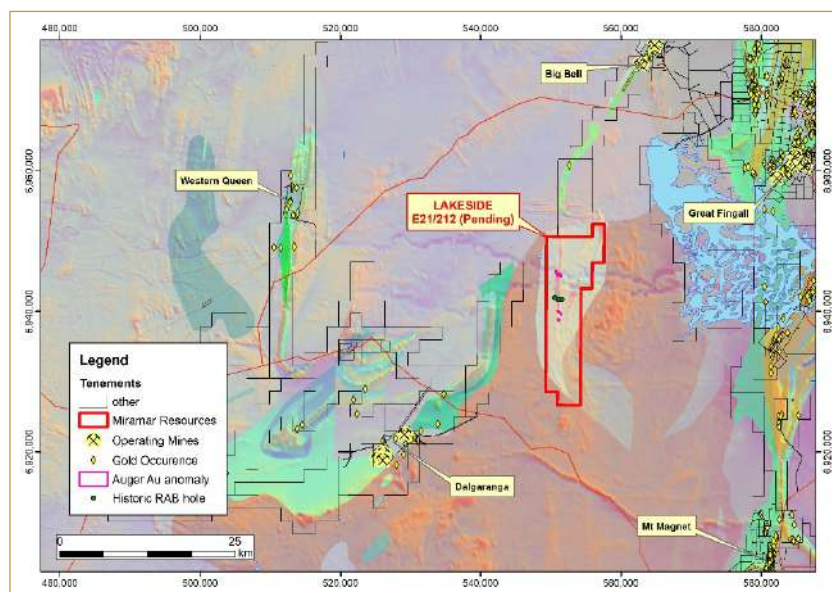 480,000 500,000 520,000 540,000 560,000 580,000
Big Bell
Western Queen
LAKESIDE
E21/212 (Pending)
Great Fingall
6,960,000
6,960,000
6,940,000
6,940,000
6,920,000
6,920,000
Legend
Tenements
other
Miramar Resources
Operating Mines
Gold Occurence
Auger Au anomaly
Historic RAB hole
Dalgaranga
Mt Magnet
0 25
km
480,000 500,000 520,000 540,000 560,000 580,000